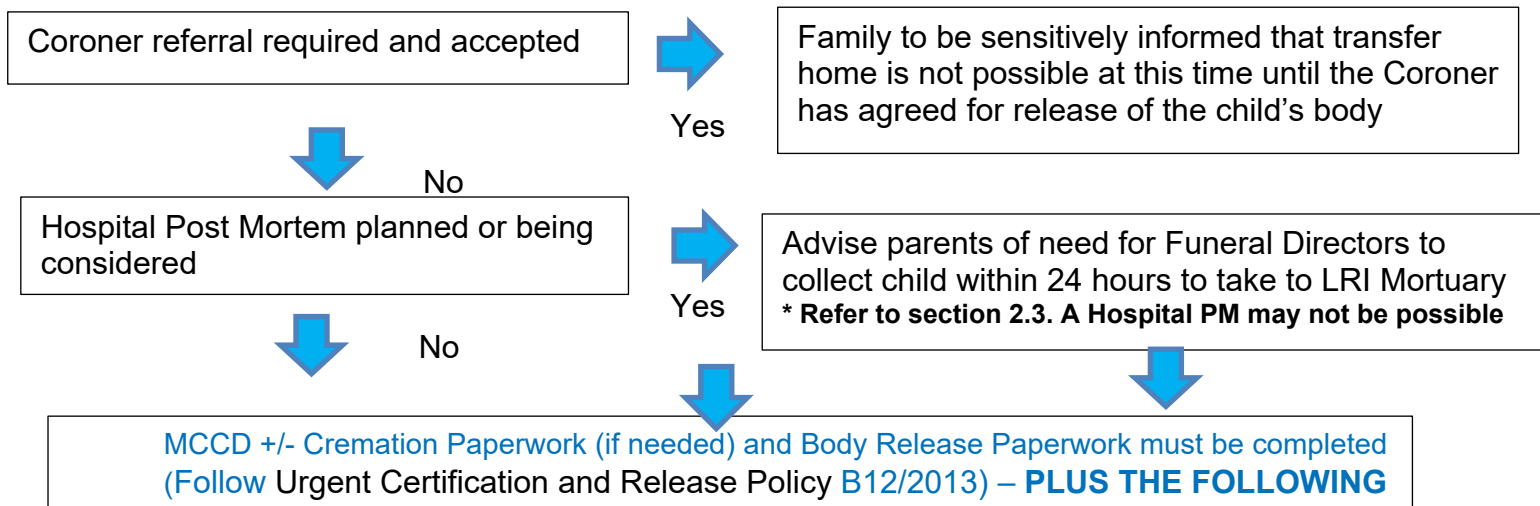 Coroner referral required and accepted
Yes
Family to be sensitively informed that transfer
home is not possible at this time until the Coroner
has agreed for release of the child’s body
No
Hospital Post Mortem planned or being
considered
Yes
Advise parents of need for Funeral Directors to
collect child within 24 hours to take to LRI Mortuary
* Refer to section 2.3. A Hospital PM may not be possible
No
MCCD +/- Cremation Paperwork (if needed) and Body Release Paperwork must be completed
(Follow Urgent Certification and Release Policy B12/2013) – PLUS THE FOLLOWING